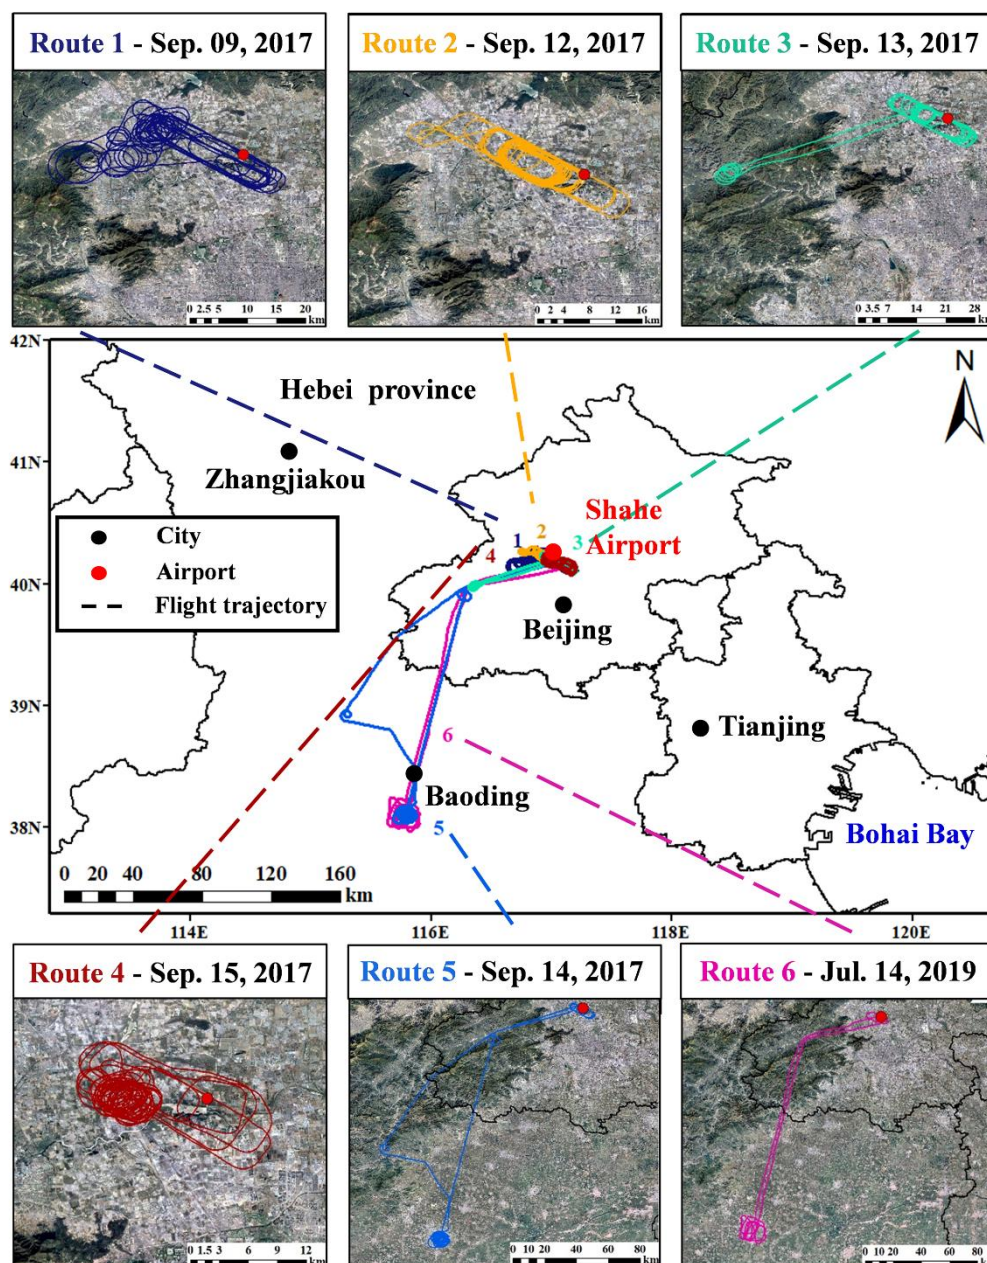 Route 1 - Sep. 09, 2017
Route 2 - Sep. 12, 2017
Route 3 - Sep. 13, 2017
0 2.5 5 10 15 20
km
0 2 4 8 12 16
km
0 3.5 7 14 21 28
km
42N
41N
40N
39N
38N
Hebei province
N
Zhangjiakou
Shahe
Airport
City
Airport
Flight trajectory
1
2
3
4
Beijing
Tianjing
6
Baoding
5
Bohai Bay
0 20 40 80 120 160
km
114E
116E
118E
120E
Route 4 - Sep. 15, 2017
Route 5 - Sep. 14, 2017
Route 6 - Jul. 14, 2019
0 1.5 3 6 9 12
km
0 10 20 40 60 80
km
0 10 20 40 60 80
km